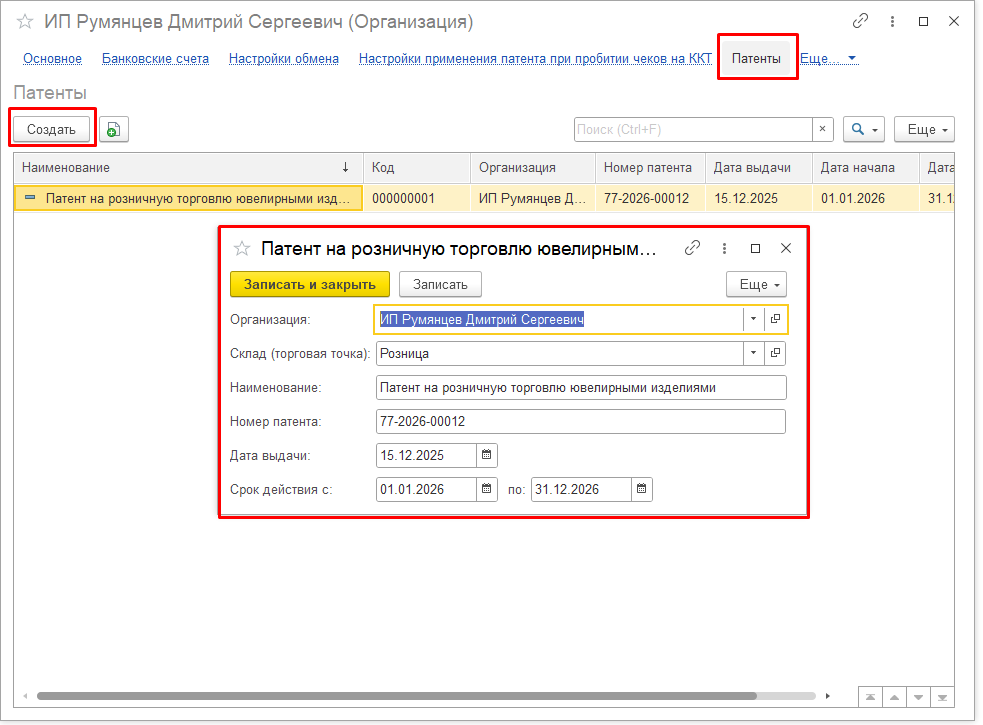 ИП Румянцев Дмитрий Сергеевич (Организация)
Основное Банковские счета Настройки обмена Настройки применения патента при пробитии чеков на ККТ Патенты Еще...
Патенты
Создать Поиск (Ctrl+F) × Еще
Наименование ↓ Код Организация Номер патента Дата выдачи Дата начала Дата
Патент на розничную торговлю ювелирными изд... 000000001 ИП Румянцев Д... 77-2026-00012 15.12.2025 01.01.2026 31.1
Патент на розничную торговлю ювелирным...
Записать и закрыть Записать Еще
Организация: ИП Румянцев Дмитрий Сергеевич
Склад (торговая точка): Розница
Наименование: Патент на розничную торговлю ювелирными изделиями
Номер патента: 77-2026-00012
Дата выдачи: 15.12.2025
Срок действия с: 01.01.2026 по: 31.12.2026